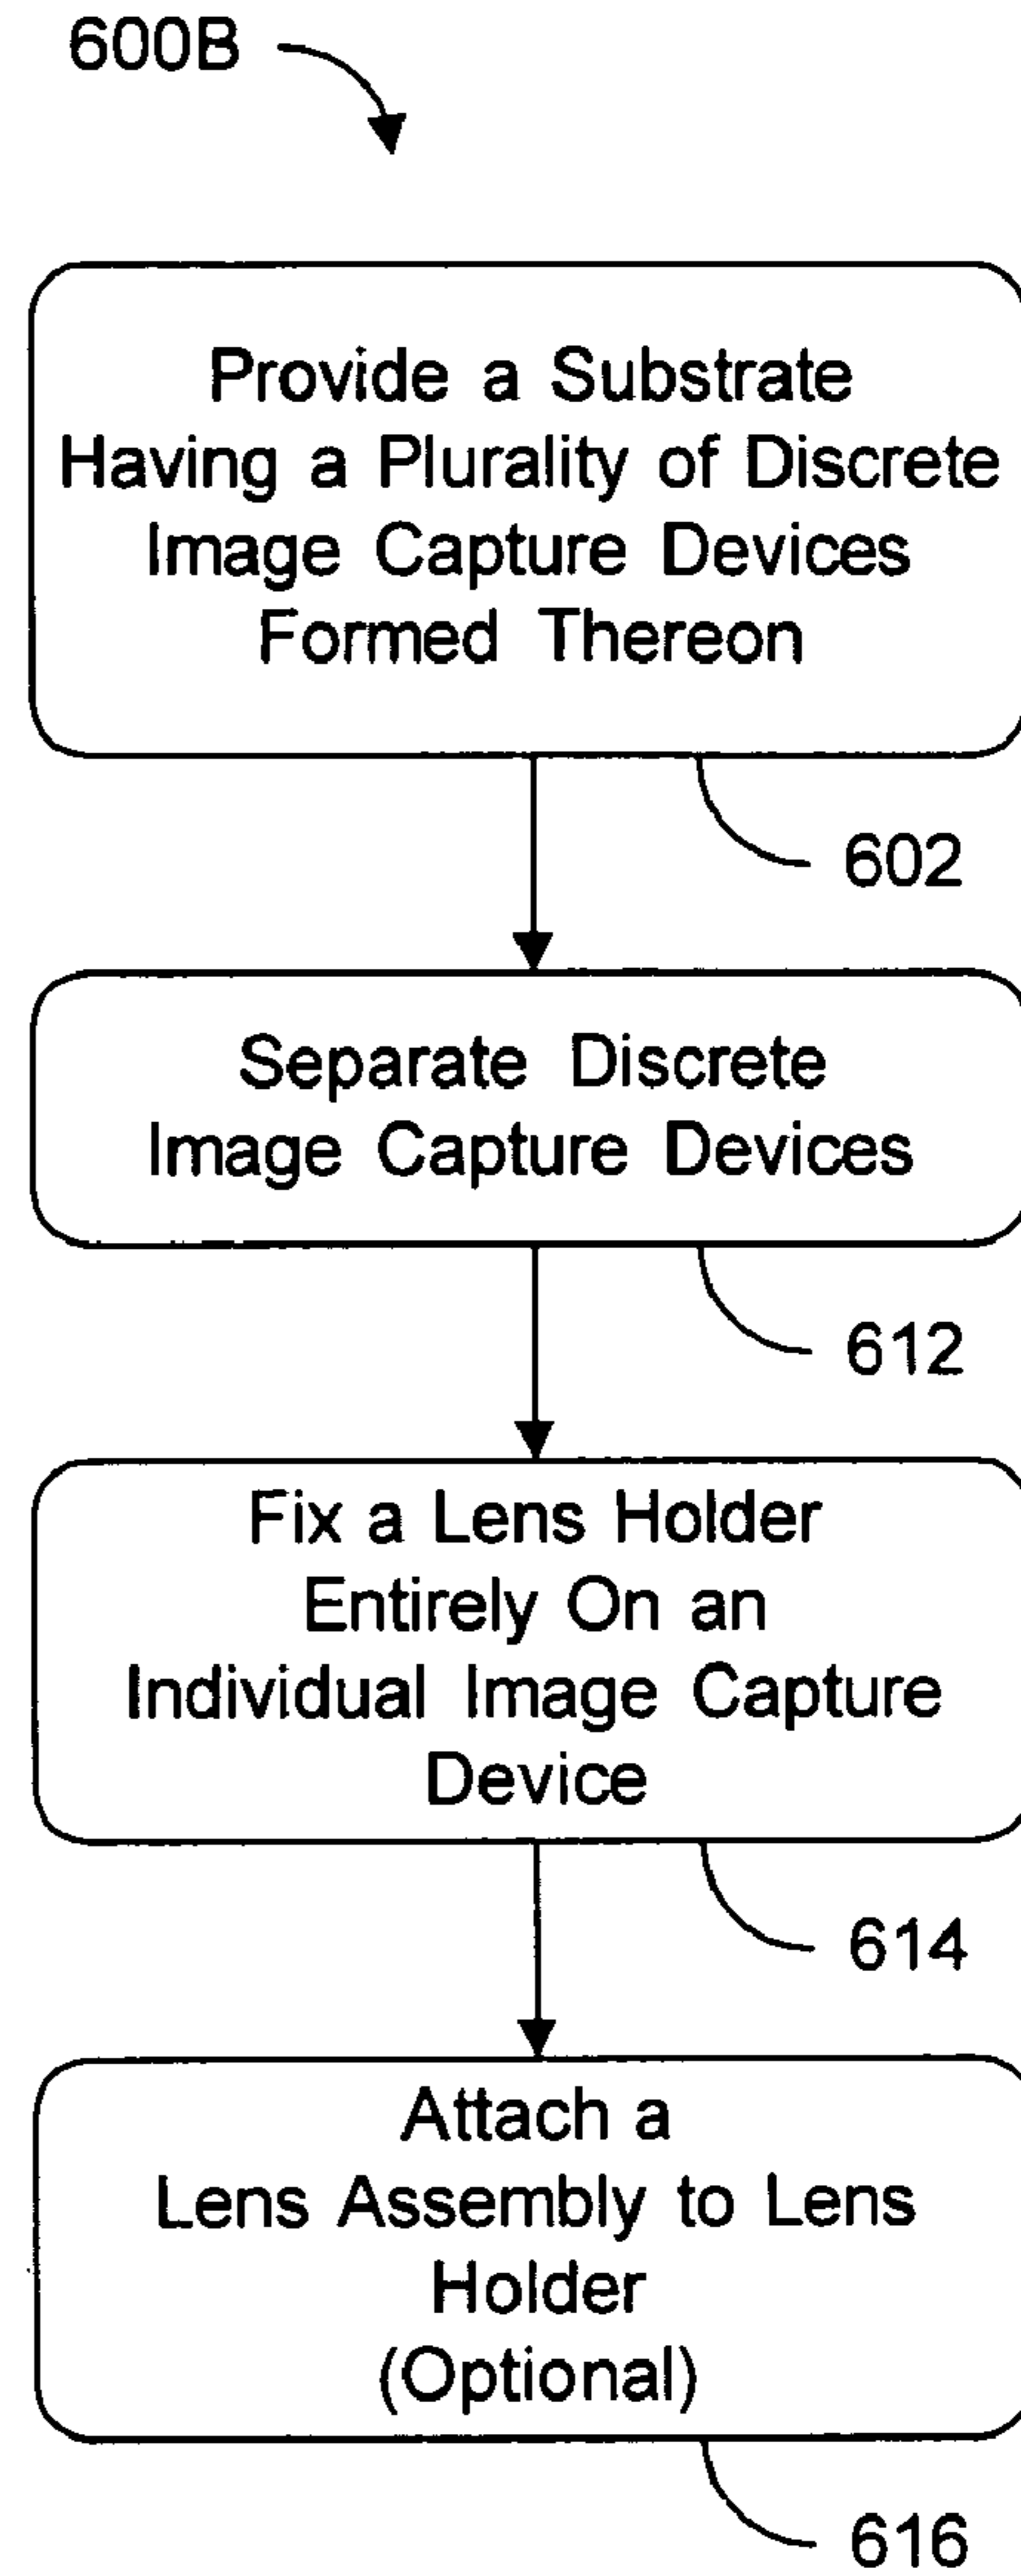 600B
Provide a Substrate
Having a Plurality of Discrete
Image Capture Devices
Formed Thereon
602
Separate Discrete
Image Capture Devices
612
Fix a Lens Holder
Entirely On an
Individual Image Capture
Device
614
Attach a
Lens Assembly to Lens
Holder
(Optional)
616